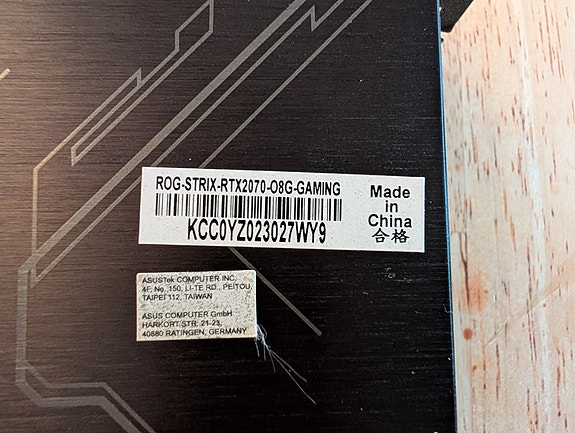 ROG-STRIX-RTX2070-O8G-GAMING
KCC0YZ023027WY9
Made
in
China
合格
ASUSTek COMPUTER INC.
4F, No. 150, LI-TE RD., PEITOU,
TAIPEI 112, TAIWAN
ASUS COMPUTER GmbH
HARKORT STR. 21-23,
40880 RATINGEN, GERMANY